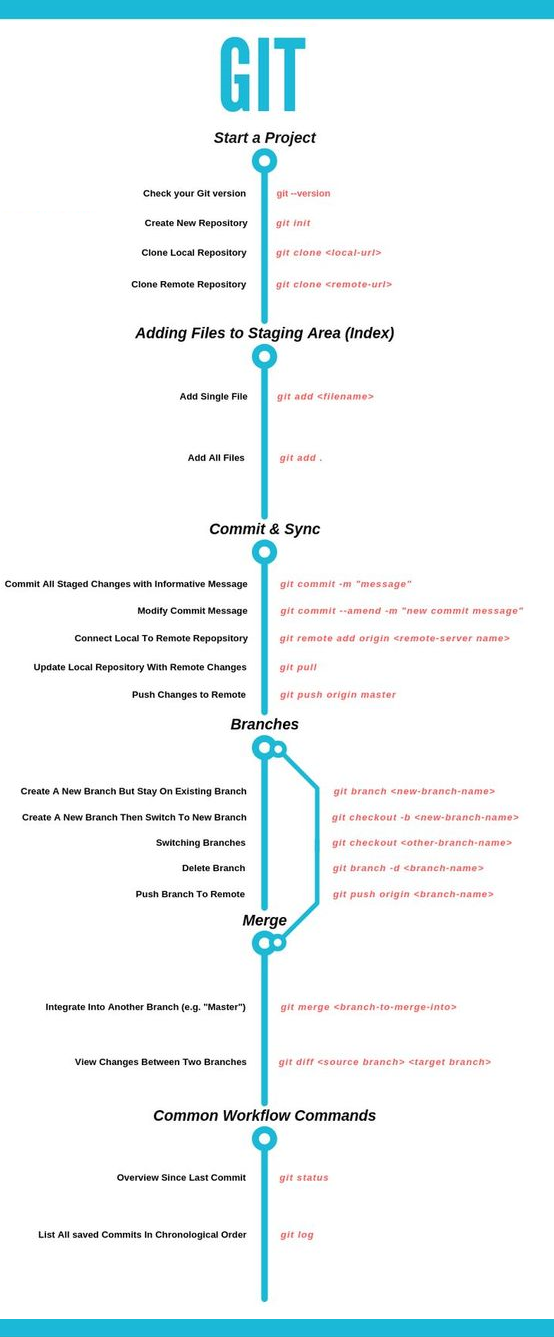 GIT
Start a Project
Check your Git version git --version
Create New Repository git init
Clone Local Repository git clone <local-url>
Clone Remote Repository git clone <remote-url>
Adding Files to Staging Area (Index)
Add Single File git add <filename>
Add All Files git add .
Commit & Sync
Commit All Staged Changes with Informative Message git commit -m "message"
Modify Commit Message git commit --amend -m "new commit message"
Connect Local To Remote Repopsitory git remote add origin <remote-server name>
Update Local Repository With Remote Changes git pull
Push Changes to Remote git push origin master
Branches
Create A New Branch But Stay On Existing Branch git branch <new-branch-name>
Create A New Branch Then Switch To New Branch git checkout -b <new-branch-name>
Switching Branches git checkout <other-branch-name>
Delete Branch git branch -d <branch-name>
Push Branch To Remote git push origin <branch-name>
Merge
Integrate Into Another Branch (e.g. "Master") git merge <branch-to-merge-into>
View Changes Between Two Branches git diff <source branch> <target branch>
Common Workflow Commands
Overview Since Last Commit git status
List All saved Commits In Chronological Order git log